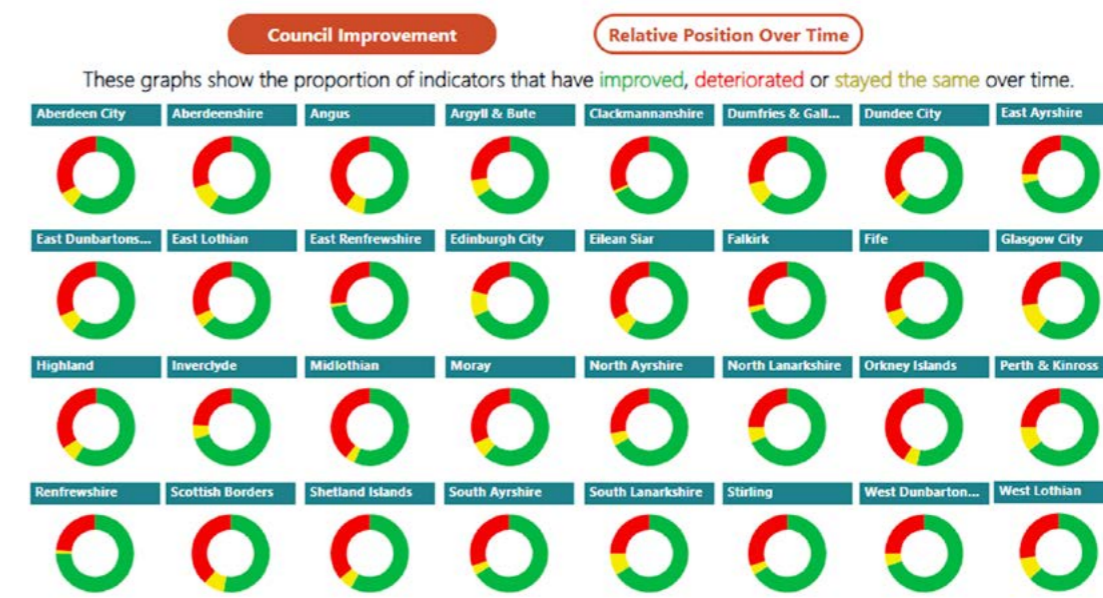 Council Improvement Relative Position Over Time
These graphs show the proportion of indicators that have improved, deteriorated or stayed the same over time.
Aberdeen City Aberdeenshire Angus Argyll & Bute Clackmannanshire Dumfries & Gall... Dundee City East Ayrshire
East Dunbartons... East Lothian East Renfrewshire Edinburgh City Eilean Siar Falkirk Fife Glasgow City
Highland Inverclyde Midlothian Moray North Ayrshire North Lanarkshire Orkney Islands Perth & Kinross
Renfrewshire Scottish Borders Shetland Islands South Ayrshire South Lanarkshire Stirling West Dunbarton... West Lothian